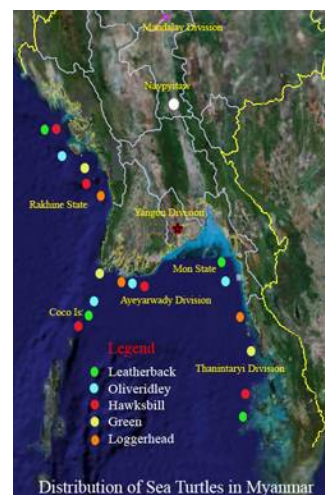 Mandalay Division
Naypyitaw
Rakhine State
Yangon Division
Mon State
Ayeyarwady Division
Coco Is:
Legend
Thanintaryi Division
Leatherback
Oliveridley
Hawksbill
Green
Loggerhead
Distribution of Sea Turtles in Myanmar